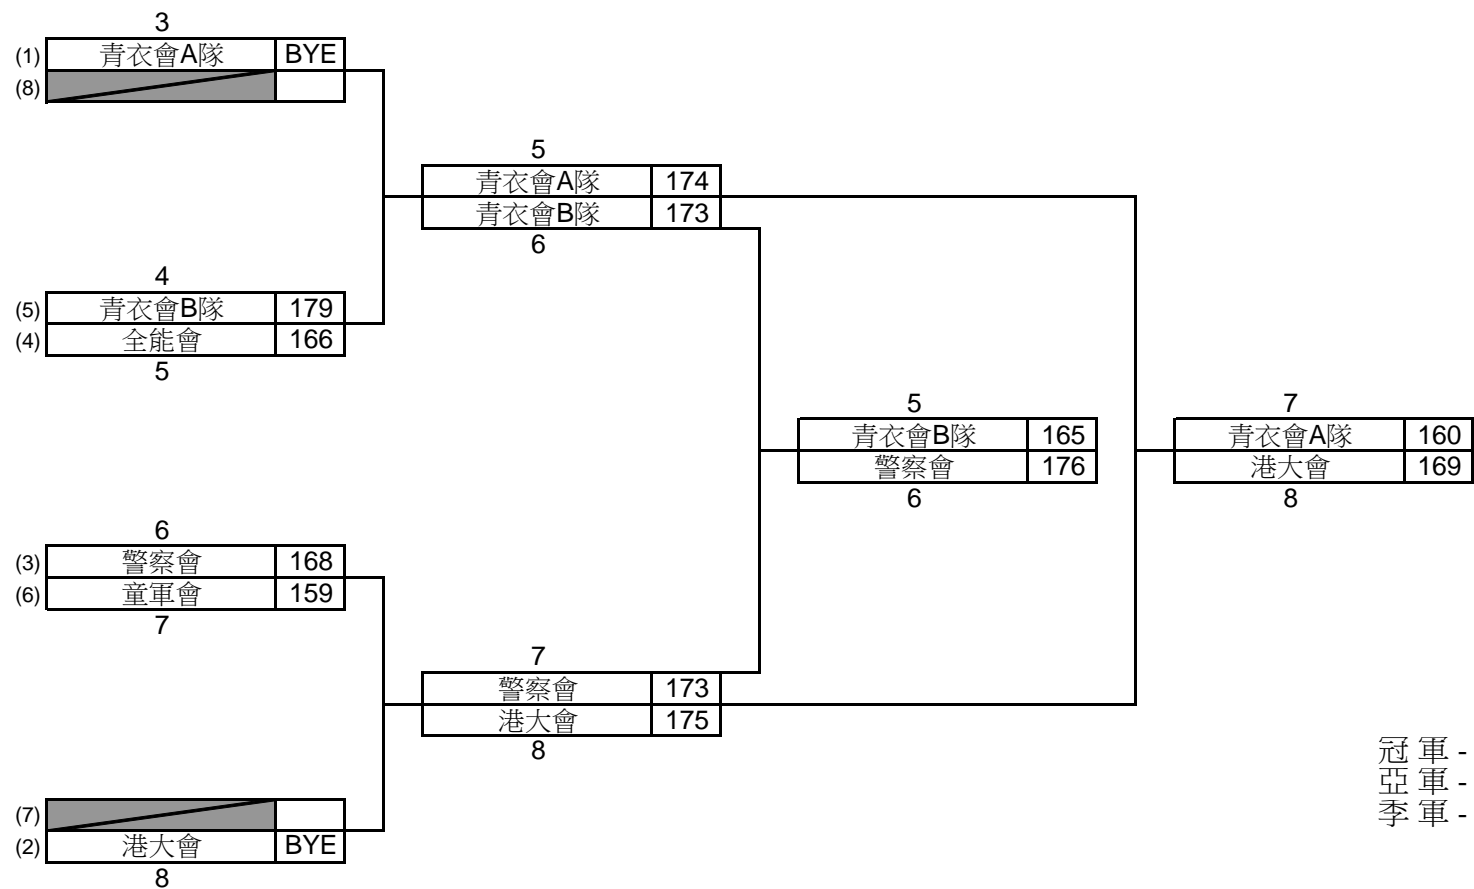 3
(1) 青衣會A隊 BYE
(8)
5
青衣會A隊 174
青衣會B隊 173
6
4
(5) 青衣會B隊 179
(4) 全能會 166
5
5
青衣會B隊 165
警察會 176
6
7
青衣會A隊 160
港大會 169
8
6
(3) 警察會 168
(6) 童軍會 159
7
7
警察會 173
港大會 175
8
(7)
(2) 港大會 BYE
8
冠軍 -
亞軍 -
季軍 -